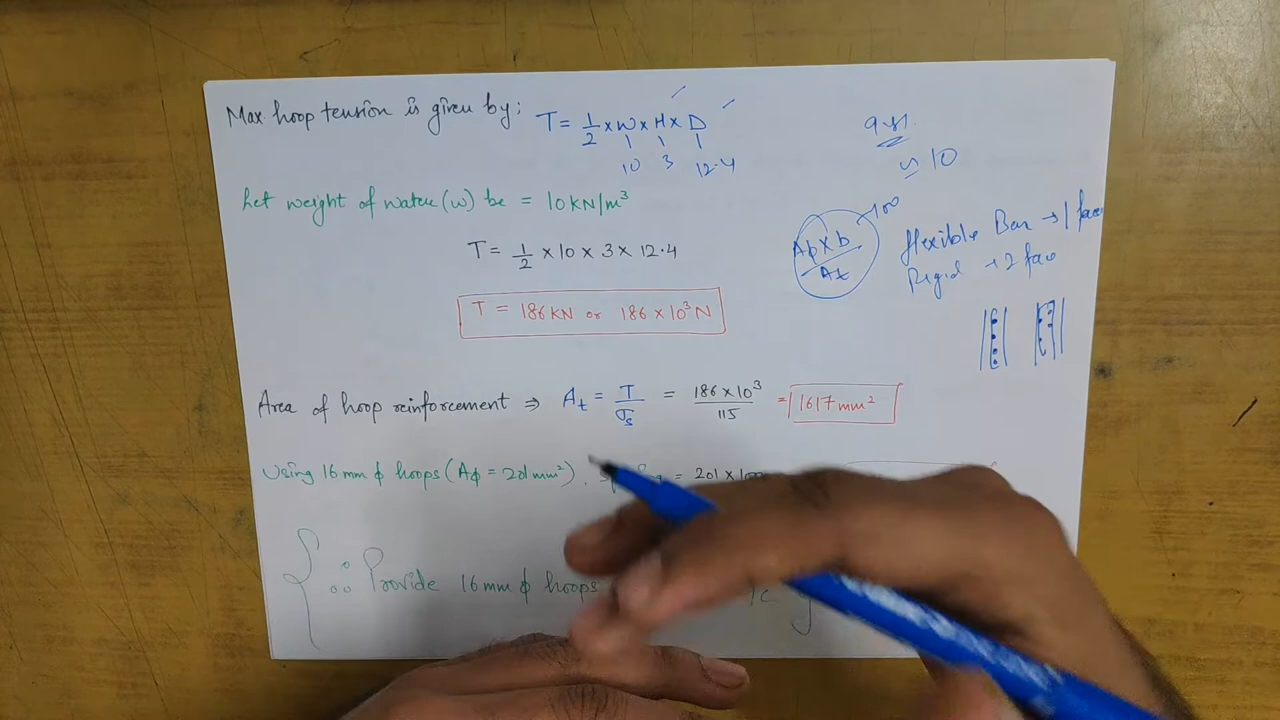 Max hoop tension is given by: T = 1/2 × W × H × D
10 3 12.4
9.81
≈ 10
Let weight of water (w) be = 10 KN/m³
T = 1/2 × 10 × 3 × 12.4
T = 186 KN or 186 × 10³ N
Aϕ × b / At
flexible Bar → 1 face
Rigid → 2 fac
Area of hoop reinforcement ⇒ At = T/σs = 186 × 10³/115 = 1617 mm²
Using 16 mm ϕ hoops (Aϕ = 201 mm²). = 201 ×
∴ Provide 16 mm ϕ hoops